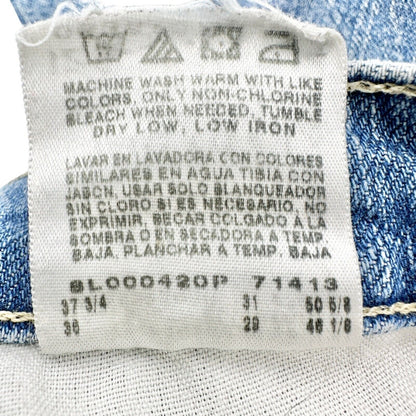 MACHINE WASH WARM WITH LIKE
COLORS, ONLY NON-CHLORINE
BLEACH WHEN NEEDED, TUMBLE
DRY LOW, LOW IRON
LAVAR EN LAVADORA CON COLORES
SIMILARES EN AGUA TIBIA CON
JABON. USAR SOLO BLANQUEADOR
SIN CLORO SI ES NECESARIO. NO
EXPRIMIR. SECAR COLGADO A LA
SOMBRA O EN SECADORA A TEMP.
BAJA, PLANCHAR A TEMP. BAJA
SL000420P 71413
37 3/4 31 50 5/8
36 29 46 1/8